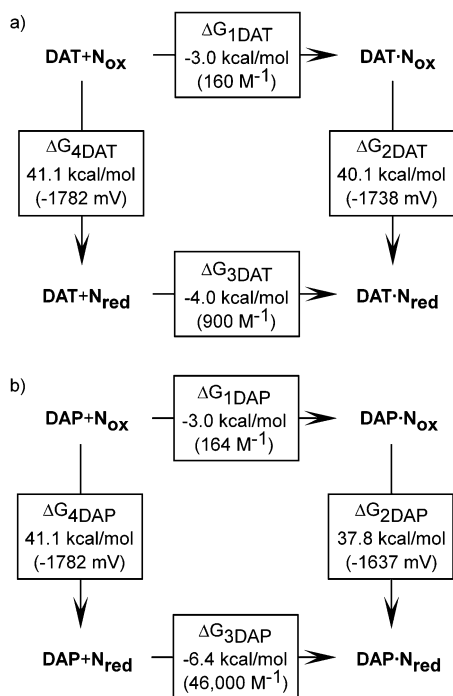 a)
ΔG1DAT
DAT+Nox
-3.0 kcal/mol
DAT·Nox
(160 M-1)
ΔG4DAT
41.1 kcal/mol
(-1782 mV)
ΔG2DAT
40.1 kcal/mol
(-1738 mV)
ΔG3DAT
DAT+Nred
-4.0 kcal/mol
DAT·Nred
(900 M-1)
b)
ΔG1DAP
DAP+Nox
-3.0 kcal/mol
DAP·Nox
(164 M-1)
ΔG4DAP
41.1 kcal/mol
(-1782 mV)
ΔG2DAP
37.8 kcal/mol
(-1637 mV)
ΔG3DAP
DAP+Nred
-6.4 kcal/mol
DAP·Nred
(46,000 M-1)